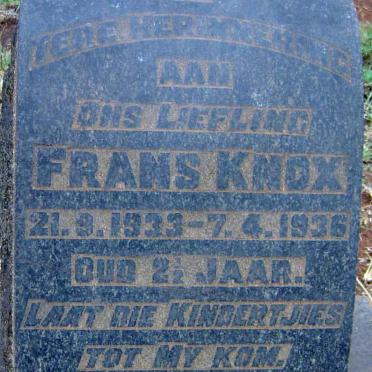 TERE HERINNERING
AAN
ONS LIEFLING
FRANS KNOX
21.9.1933-7.4.1936
OUD 2½ JAAR.
LAAT DIE KINDERTJIES
TOT MY KOM.